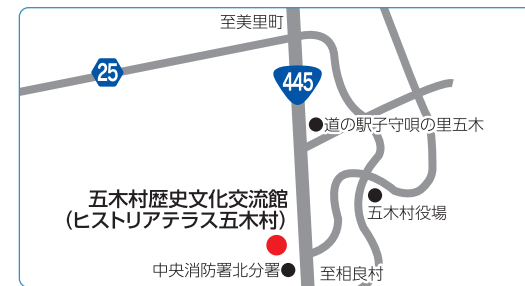 至美里町
25
445
道の駅子守唄の里五木
五木村歴史文化交流館
(ヒストリアテラス五木村)
五木村役場
中央消防署北分署
至相良村